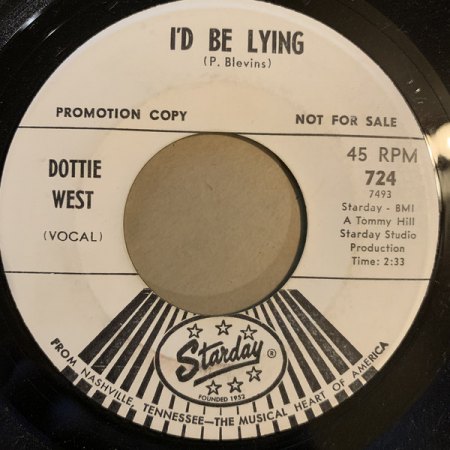 I'D BE LYING
(P. Blevins)
PROMOTION COPY
NOT FOR SALE
DOTTIE
WEST
(VOCAL)
45 RPM
724
7493
Starday - BMI
A Tommy Hill
Starday Studio
Production
Time: 2:33
Starday ®
FOUNDED 1952
FROM NASHVILLE, TENNESSEE—THE MUSICAL HEART OF AMERICA